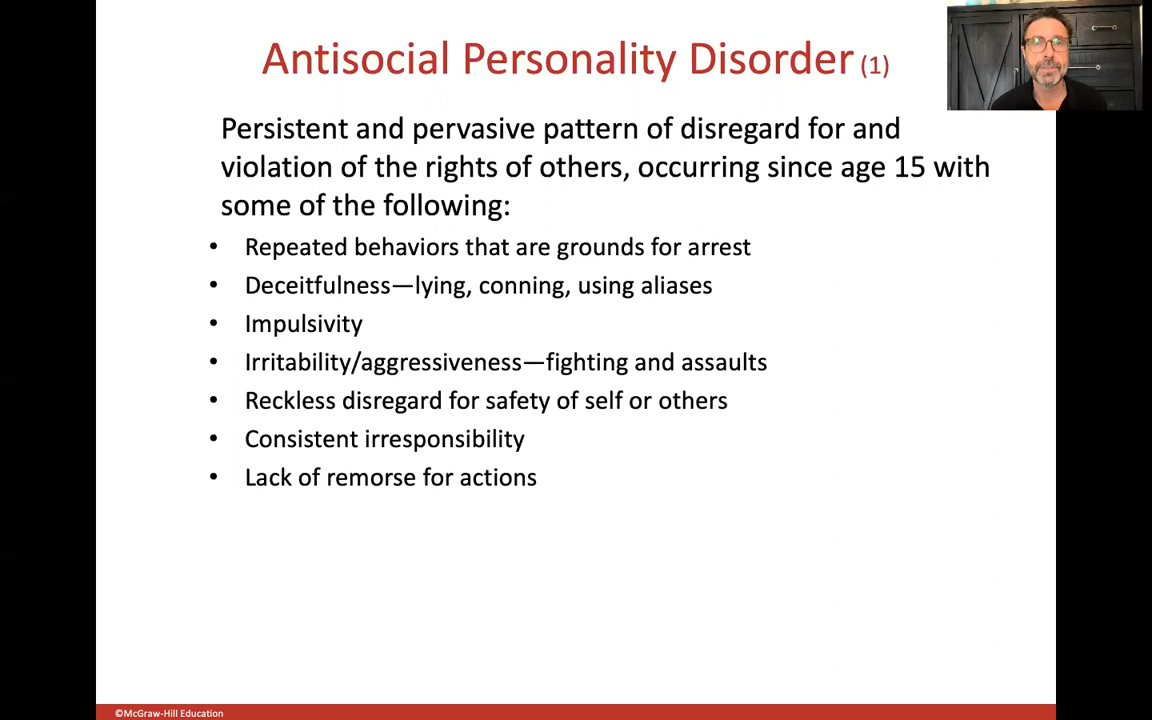 Antisocial Personality Disorder (1)
Persistent and pervasive pattern of disregard for and
violation of the rights of others, occurring since age 15 with
some of the following:
• Repeated behaviors that are grounds for arrest
• Deceitfulness—lying, conning, using aliases
• Impulsivity
• Irritability/aggressiveness—fighting and assaults
• Reckless disregard for safety of self or others
• Consistent irresponsibility
• Lack of remorse for actions
©McGraw-Hill Education